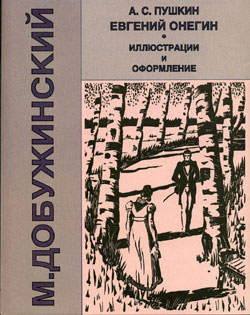 М.ДОБУЖИНСКИЙ
А. С. ПУШКИН
ЕВГЕНИЙ ОНЕГИН
•
ИЛЛЮСТРАЦИИ
И
ОФОРМЛЕНИЕ